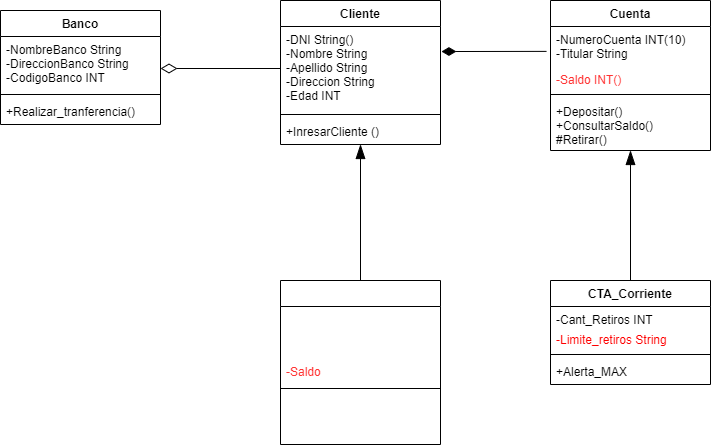 Banco
-NombreBanco String
-DireccionBanco String
-CodigoBanco INT
+Realizar_tranferencia()
Cliente
-DNI String()
-Nombre String
-Apellido String
-Direccion String
-Edad INT
+InresarCliente ()
Cuenta
-NumeroCuenta INT(10)
-Titular String
-Saldo INT()
+Depositar()
+ConsultarSaldo()
#Retirar()
-Saldo
CTA_Corriente
-Cant_Retiros INT
-Limite_retiros String
+Alerta_MAX